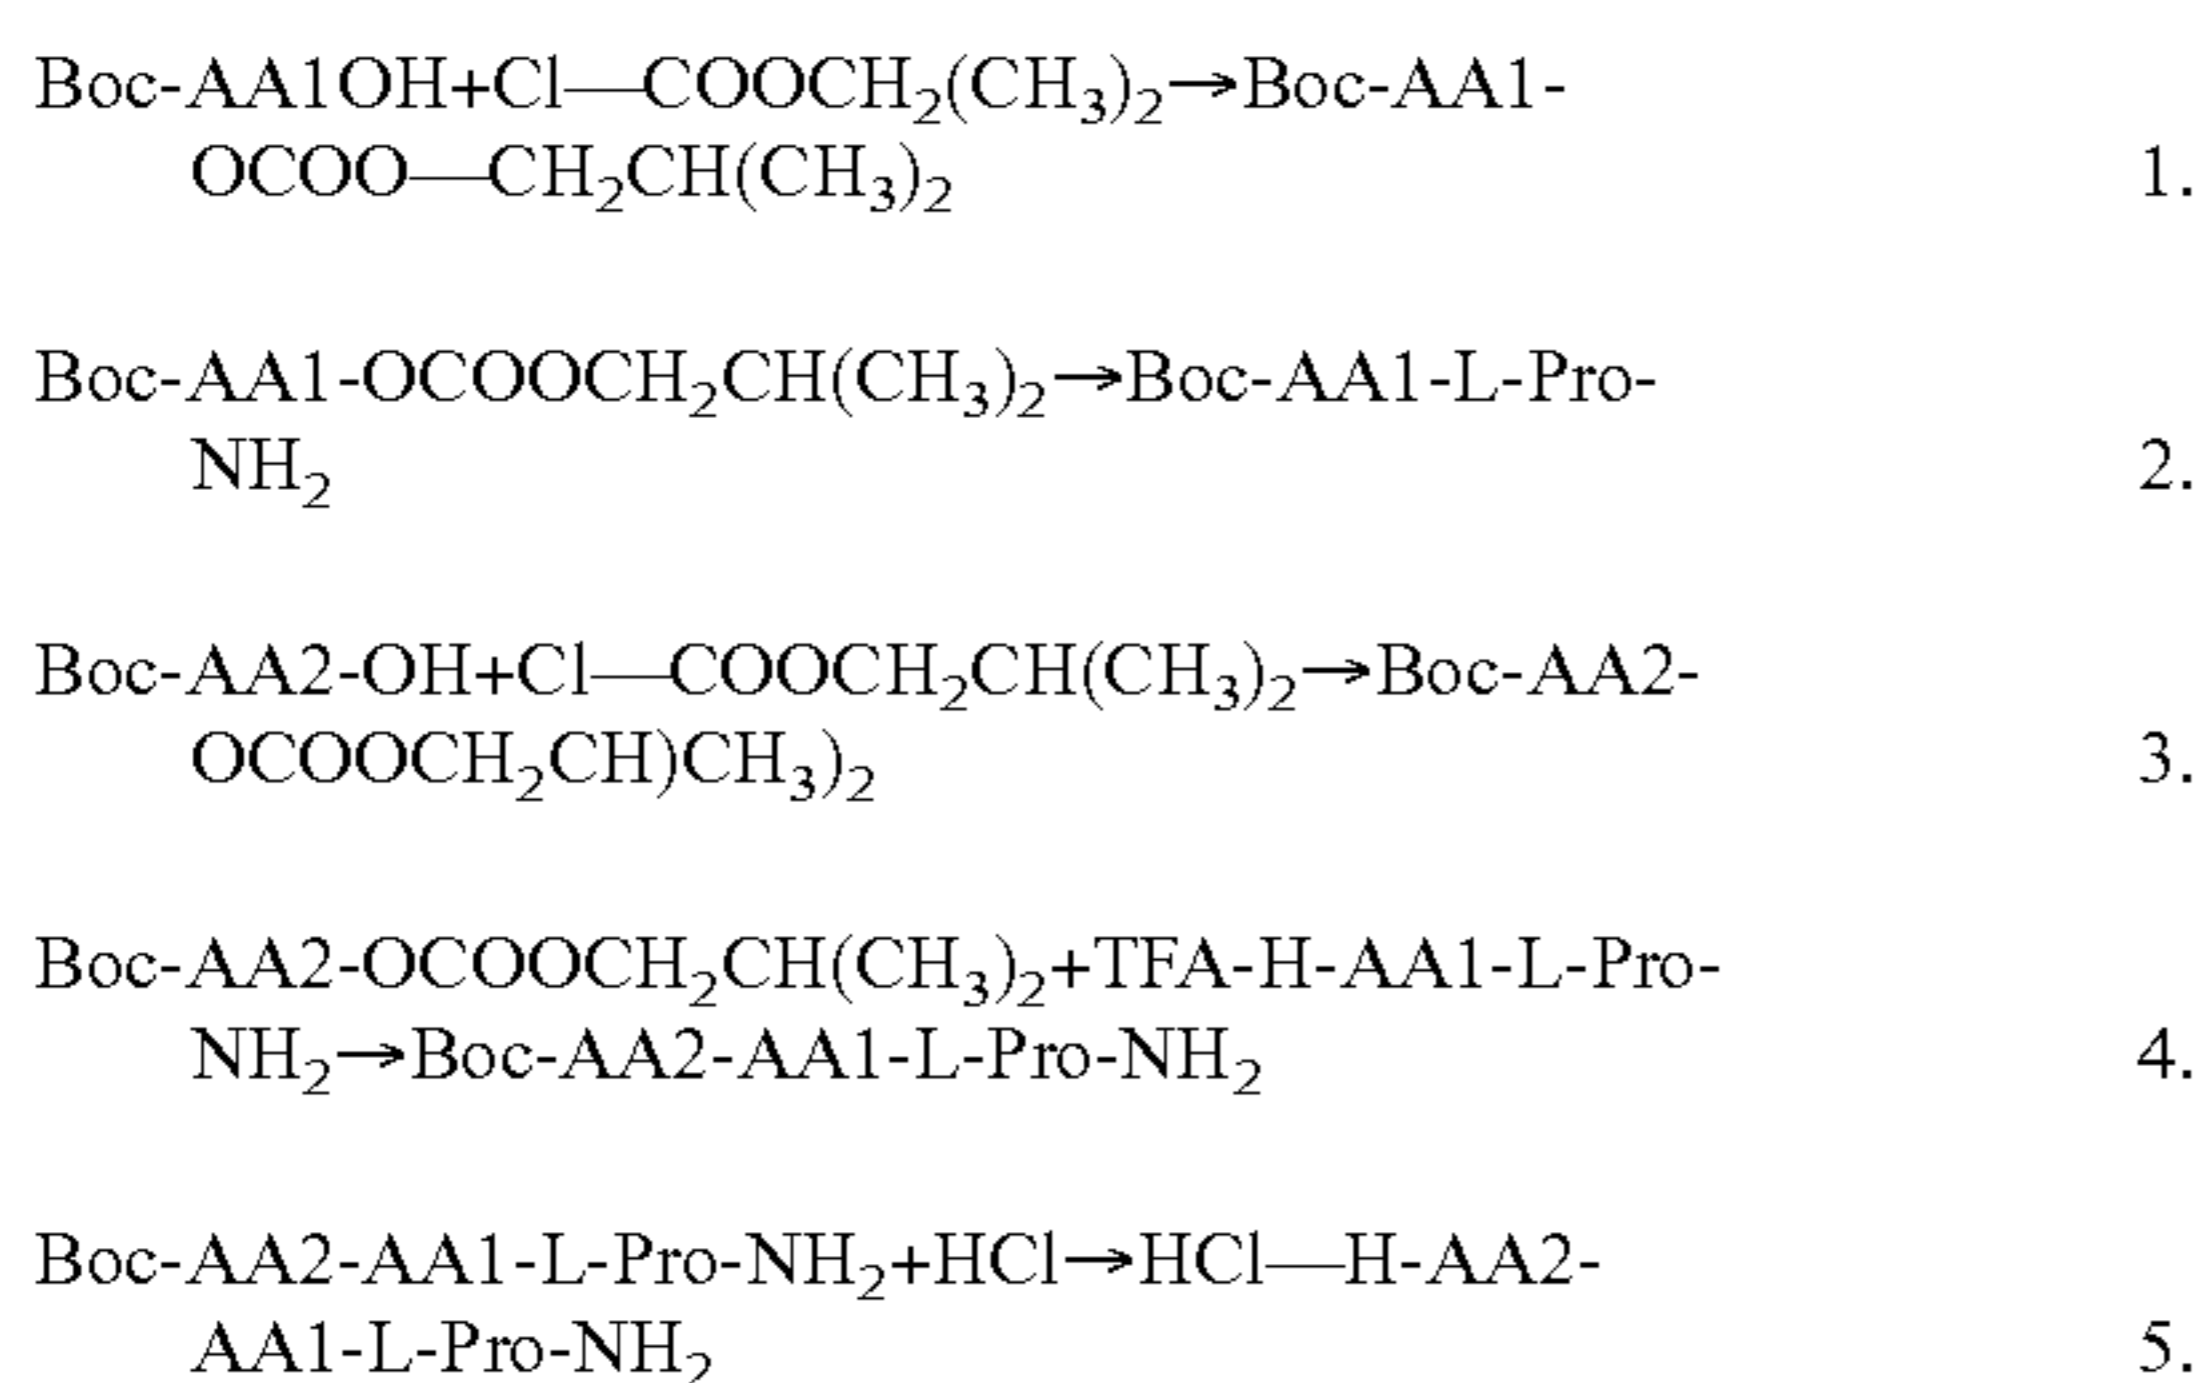 Boc-AA1OH+Cl—COOCH₂(CH₃)₂→Boc-AA1-
OCOO—CH₂CH(CH₃)₂ 1.
Boc-AA1-OCOOCH₂CH(CH₃)₂→Boc-AA1-L-Pro-
NH₂ 2.
Boc-AA2-OH+Cl—COOCH₂CH(CH₃)₂→Boc-AA2-
OCOOCH₂CH)CH₃)₂ 3.
Boc-AA2-OCOOCH₂CH(CH₃)₂+TFA-H-AA1-L-Pro-
NH₂→Boc-AA2-AA1-L-Pro-NH₂ 4.
Boc-AA2-AA1-L-Pro-NH₂+HCl→HCl—H-AA2-
AA1-L-Pro-NH₂ 5.